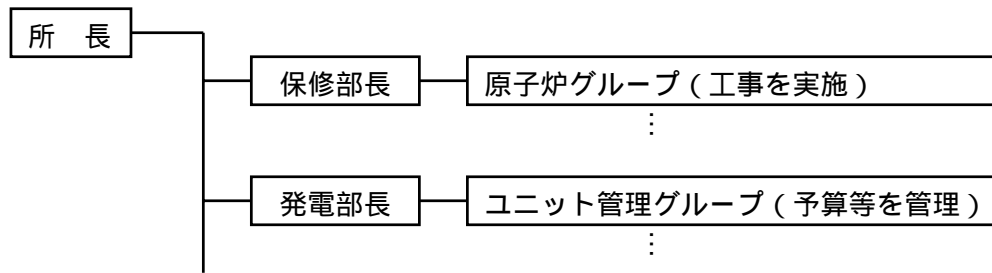 所　長
保修部長
原子炉グループ（工事を実施）
⋮
発電部長
ユニット管理グループ（予算等を管理）
⋮